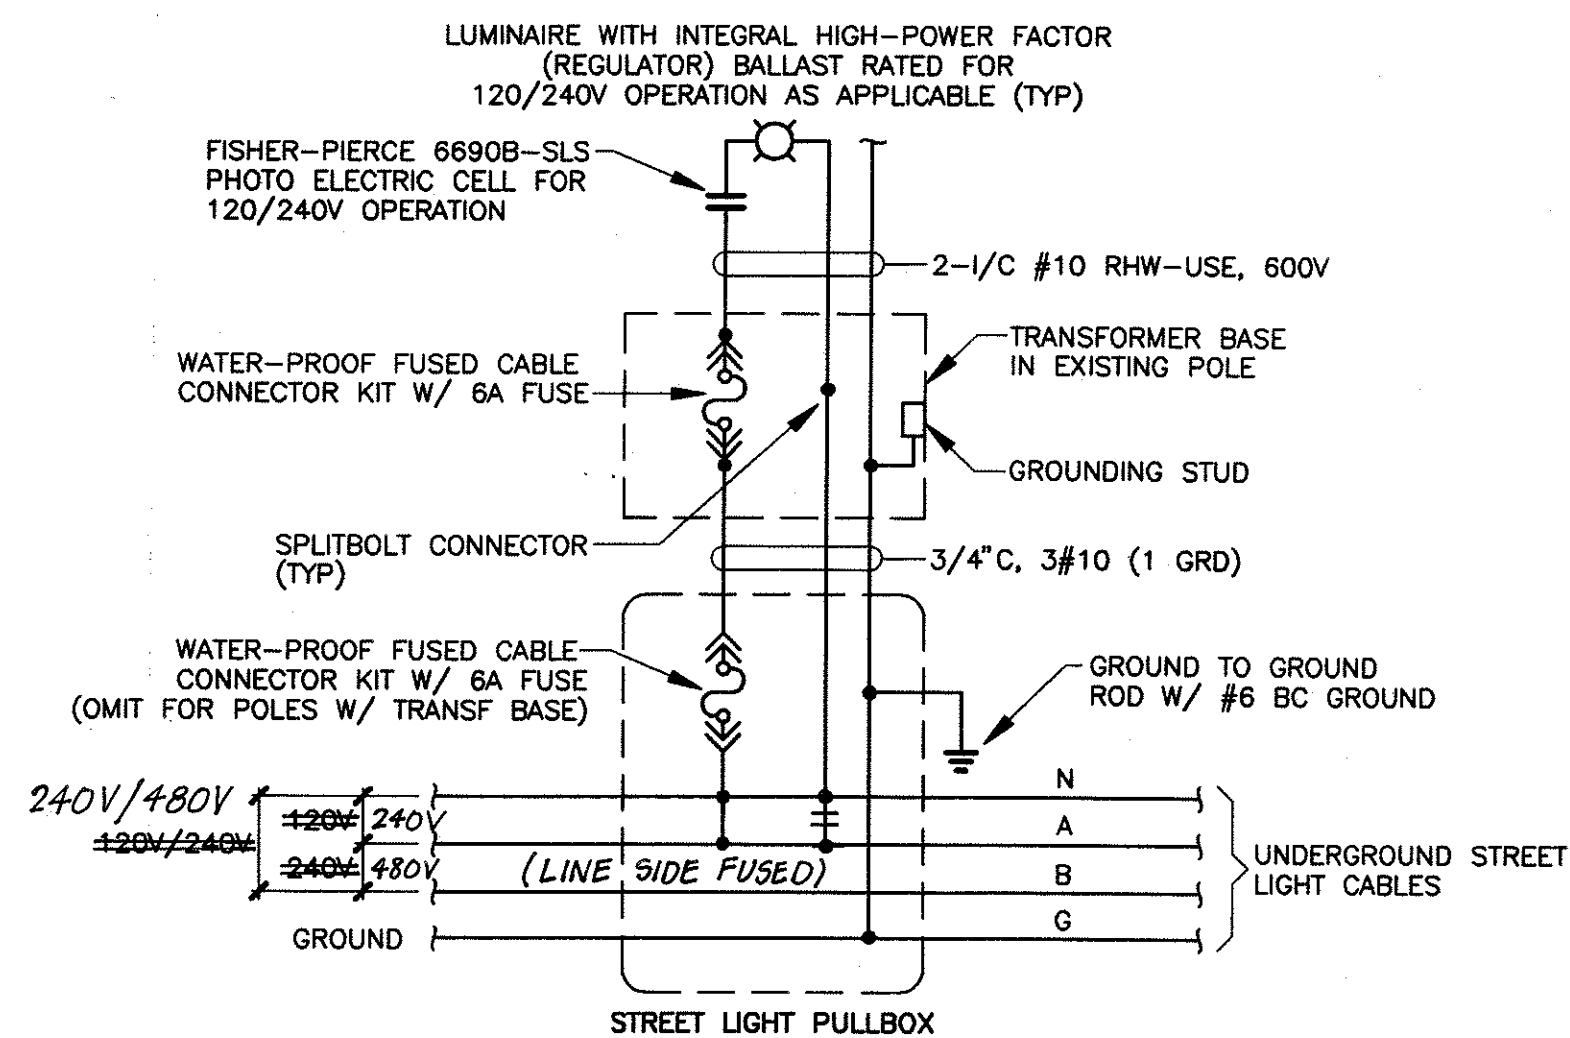 LUMINAIRE WITH INTEGRAL HIGH-POWER FACTOR
(REGULATOR) BALLAST RATED FOR
120/240V OPERATION AS APPLICABLE (TYP)
FISHER-PIERCE 6690B-SLS
PHOTO ELECTRIC CELL FOR
120/240V OPERATION
2-1/C #10 RHW-USE, 600V
TRANSFORMER BASE
IN EXISTING POLE
WATER-PROOF FUSED CABLE
CONNECTOR KIT W/ 6A FUSE
GROUNDING STUD
SPLITBOLT CONNECTOR
(TYP)
3/4"C, 3#10 (1 GRD)
WATER-PROOF FUSED CABLE
CONNECTOR KIT W/ 6A FUSE
(OMIT FOR POLES W/ TRANSF BASE)
GROUND TO GROUND
ROD W/ #6 BC GROUND
N
240V/480V
120V 240V
A
120V/240V
240V 480V
(LINE SIDE FUSED)
B
UNDERGROUND STREET
LIGHT CABLES
GROUND
G
STREET LIGHT PULLBOX